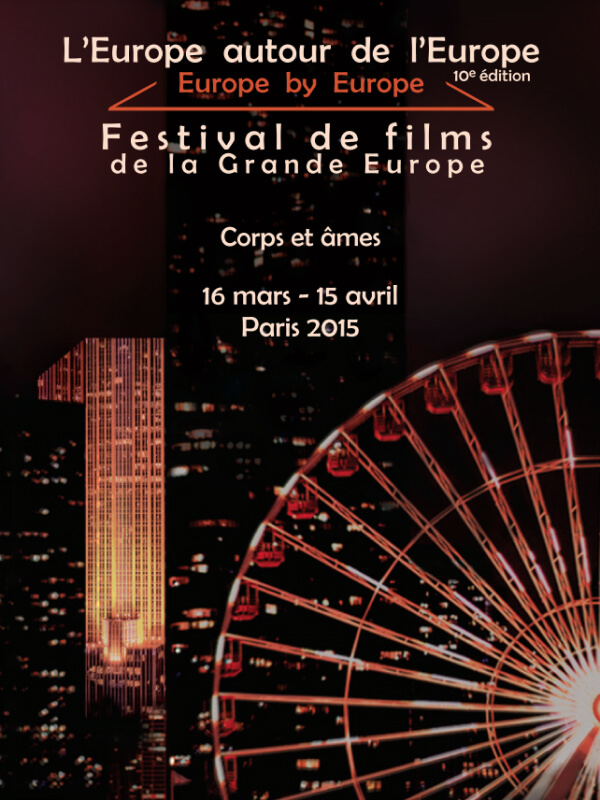 L'Europe autour de l'Europe
Europe by Europe
10e édition
Festival de films
de la Grande Europe
Corps et âmes
16 mars - 15 avril
Paris 2015